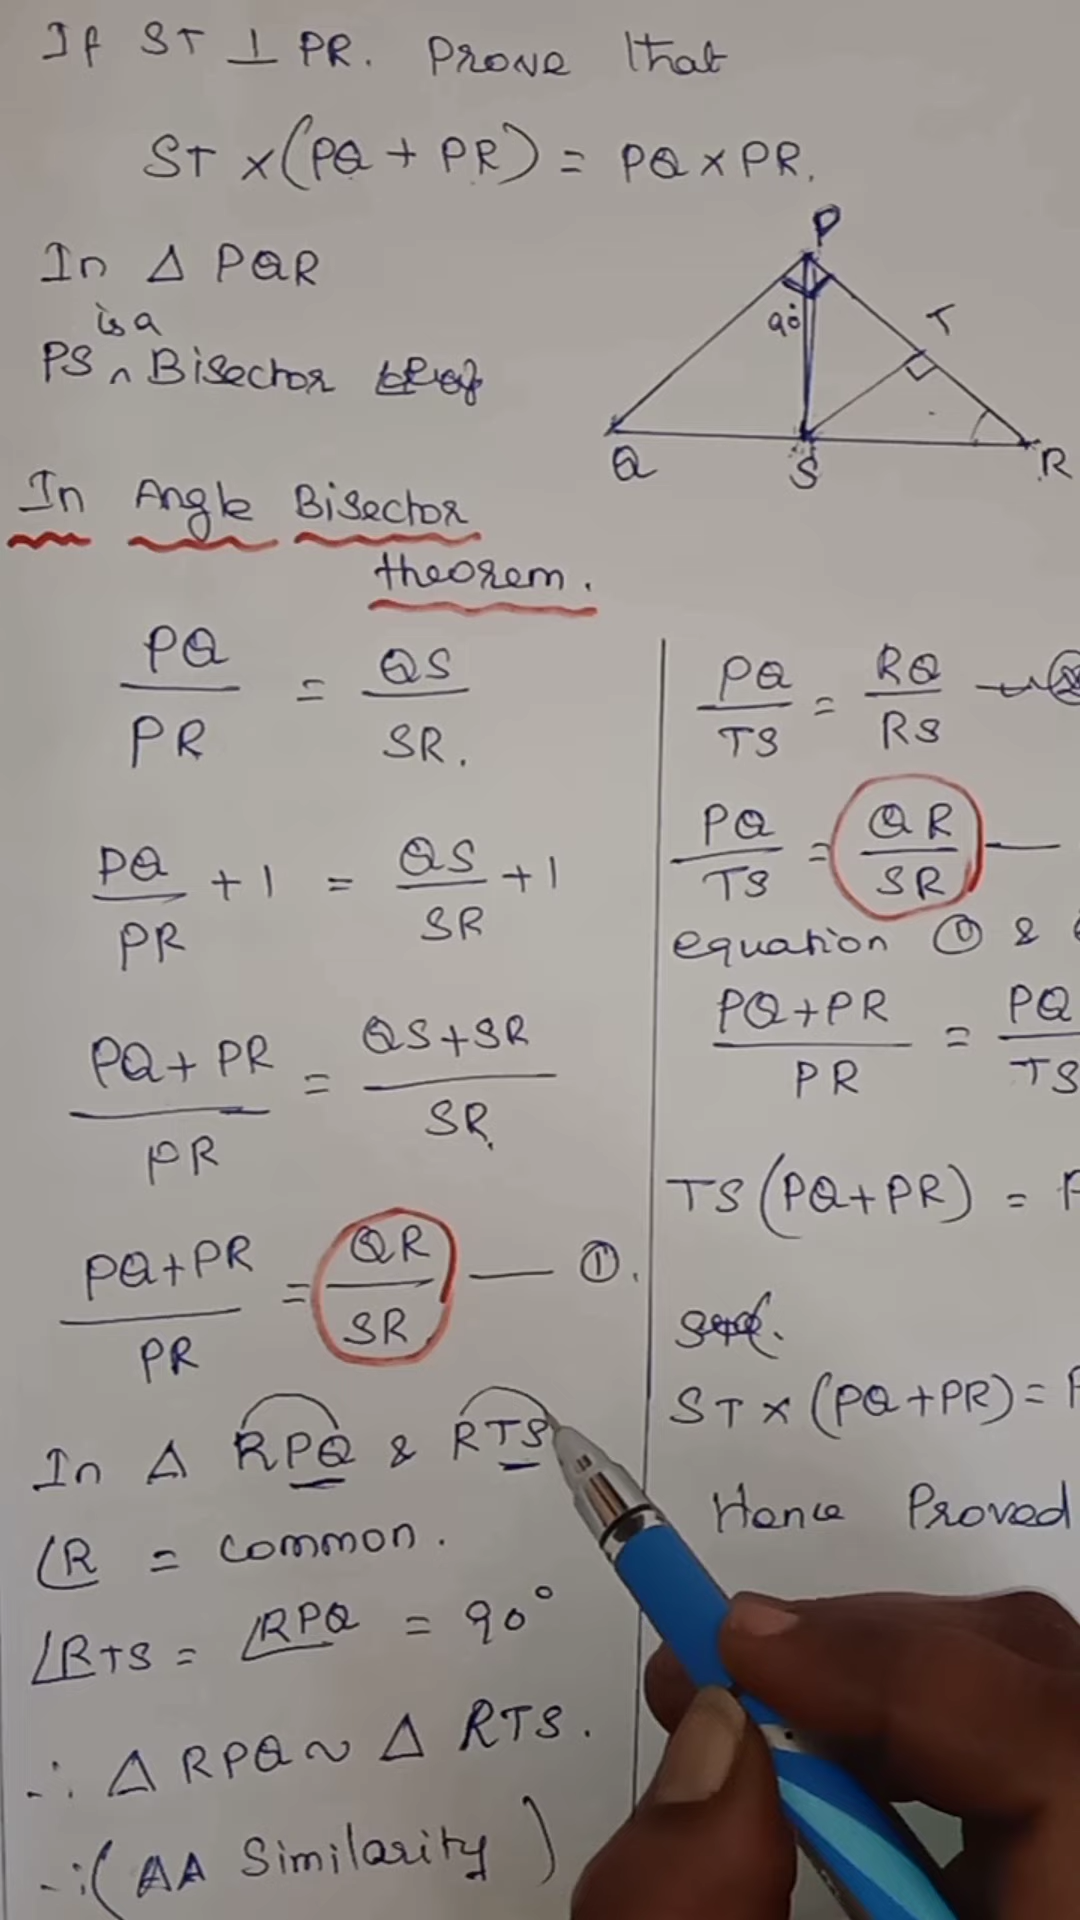 If ST ⊥ PR. Prove that
ST × (PQ + PR) = PQ × PR.
In Δ PQR
is a
PS ^ Bisector
P
90°
T
Q
S
R
In Angle Bisector
theorem.
PQ/PR = QS/SR.
PQ/PR + 1 = QS/SR + 1
PQ + PR/PR = QS + SR/SR
PQ + PR/PR = QR/SR — ①.
In Δ RPQ & RTS
∠R = common.
∠RTS = ∠RPQ = 90°
∴ Δ RPQ ~ Δ RTS.
∴ (AA Similarity)
PQ/TS = RQ/RS —
PQ/TS = QR/SR —
equation ① &
PQ+PR/PR = PQ/TS
TS (PQ+PR) =
ST × (PQ+PR) =
Hence Proved